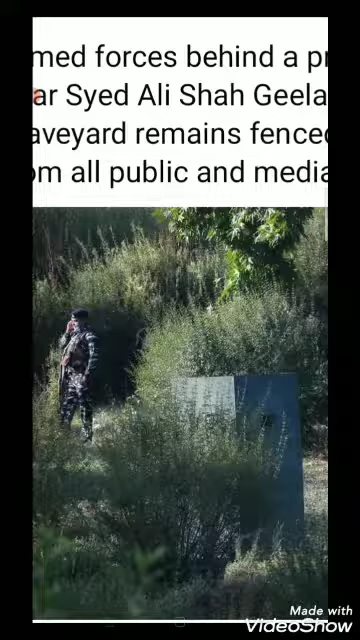 med forces behind a pr
ar Syed Ali Shah Geela
aveyard remains fenced
om all public and media
Made with
VideoShow